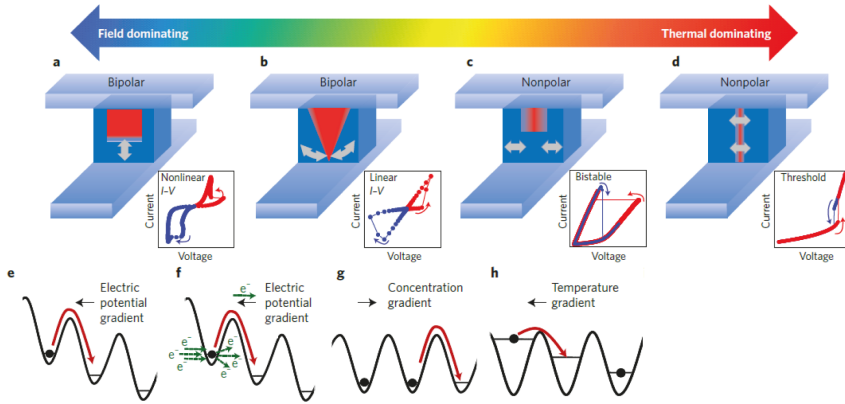 Field dominating
Thermal dominating
a
b
c
d
Bipolar
Bipolar
Nonpolar
Nonpolar
Nonlinear
I–V
Current
Voltage
Linear
I–V
Current
Voltage
Bistable
Current
Voltage
Threshold
Current
Voltage
e
f
g
h
Electric
potential
gradient
e⁻
Electric
potential
gradient
e⁻
e⁻
e⁻
e⁻
e⁻
e⁻
e⁻
Concentration
gradient
Temperature
gradient